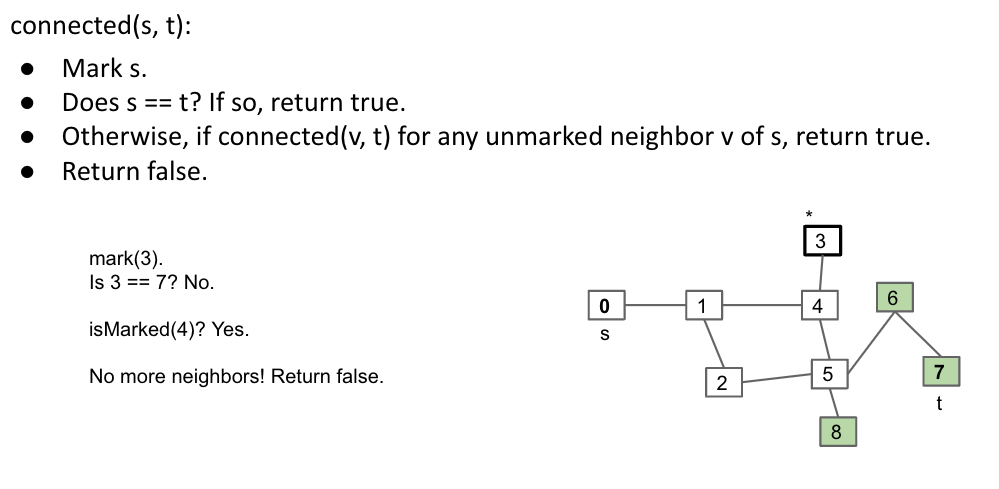 connected(s, t):
● Mark s.
● Does s == t? If so, return true.
● Otherwise, if connected(v, t) for any unmarked neighbor v of s, return true.
● Return false.
mark(3).
Is 3 == 7? No.
isMarked(4)? Yes.
No more neighbors! Return false.
*
3
0
1
4
6
s
2
5
7
t
8